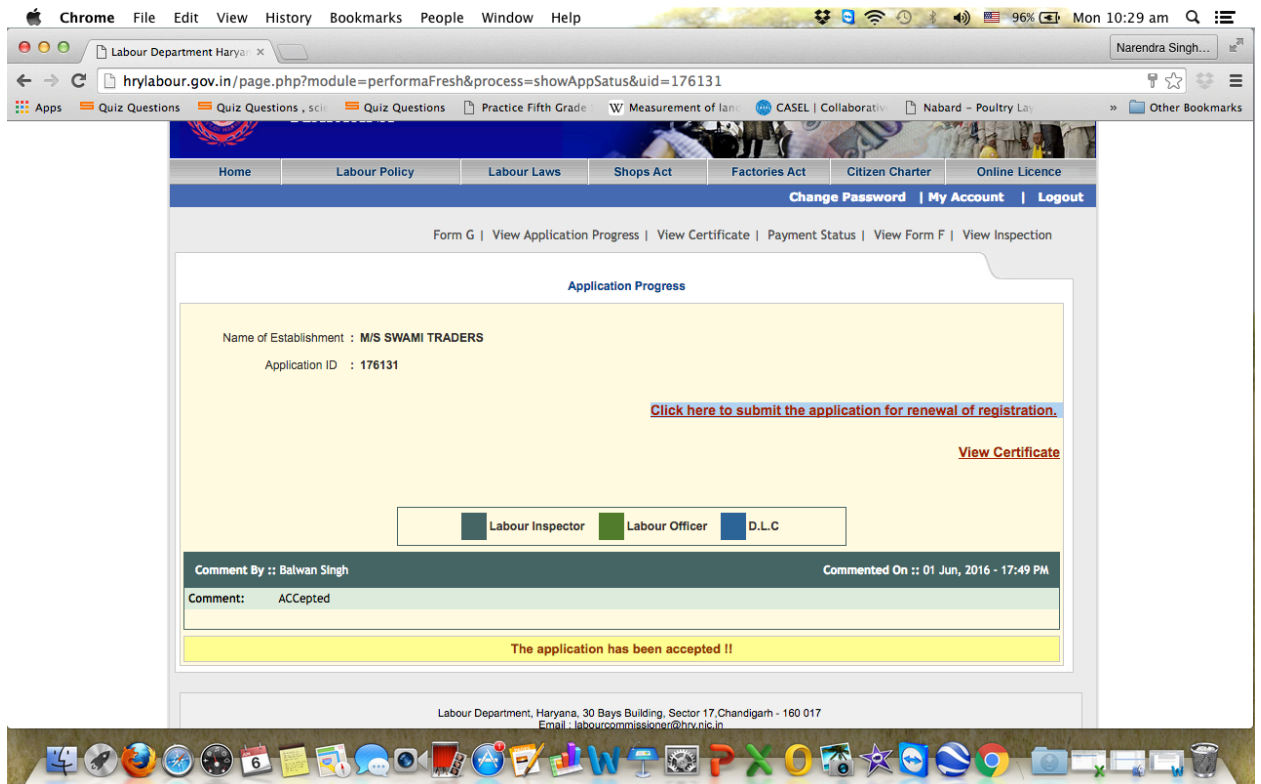 Chrome File Edit View History Bookmarks People Window Help 96% Mon 10:29 am
Labour Department Haryan Narendra Singh...
hrylabour.gov.in/page.php?module=performaFresh&process=showAppSatus&uid=176131
Apps Quiz Questions Quiz Questions , scie Quiz Questions Practice Fifth Grade Measurement of land CASEL | Collaborative Nabard – Poultry Lay » Other Bookmarks
Home Labour Policy Labour Laws Shops Act Factories Act Citizen Charter Online Licence
Change Password | My Account | Logout
Form G | View Application Progress | View Certificate | Payment Status | View Form F | View Inspection
Application Progress
Name of Establishment : M/S SWAMI TRADERS
Application ID : 176131
Click here to submit the application for renewal of registration.
View Certificate
Labour Inspector Labour Officer D.L.C
Comment By :: Balwan Singh Commented On :: 01 Jun, 2016 - 17:49 PM
Comment: ACCepted
The application has been accepted !!
Labour Department, Haryana, 30 Bays Building, Sector 17,Chandigarh - 160 017
Email : labourcommissioner@hry.nic.in
6